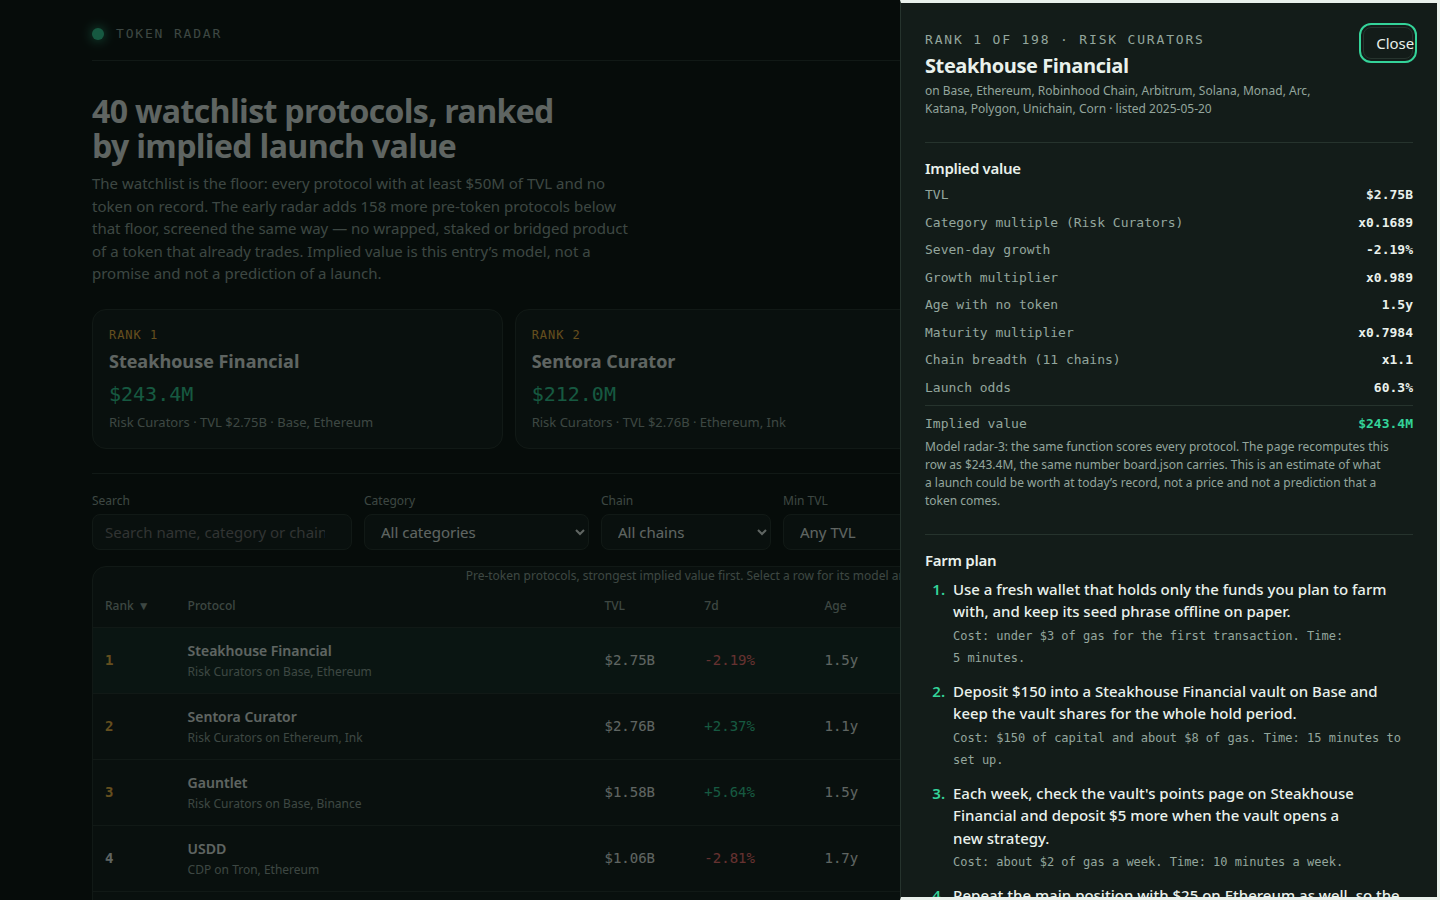 TOKEN RADAR
40 watchlist protocols, ranked
by implied launch value
The watchlist is the floor: every protocol with at least $50M of TVL and no
token on record. The early radar adds 158 more pre-token protocols below
that floor, screened the same way — no wrapped, staked or bridged product
of a token that already trades. Implied value is this entry's model, not a
promise and not a prediction of a launch.
RANK 1
Steakhouse Financial
$243.4M
Risk Curators · TVL $2.75B · Base, Ethereum
RANK 2
Sentora Curator
$212.0M
Risk Curators · TVL $2.76B · Ethereum, Ink
Search
Category
Chain
Min TVL
Search name, category or chain
All categories
All chains
Any TVL
Pre-token protocols, strongest implied value first. Select a row for its model
Rank ▼
Protocol
TVL
7d
Age
1
Steakhouse Financial
Risk Curators on Base, Ethereum
$2.75B
-2.19%
1.5y
2
Sentora Curator
Risk Curators on Ethereum, Ink
$2.76B
+2.37%
1.1y
3
Gauntlet
Risk Curators on Base, Binance
$1.58B
+5.64%
1.5y
4
USDD
CDP on Tron, Ethereum
$1.06B
-2.81%
1.7y
RANK 1 OF 198 · RISK CURATORS
Close
Steakhouse Financial
on Base, Ethereum, Robinhood Chain, Arbitrum, Solana, Monad, Arc,
Katana, Polygon, Unichain, Corn · listed 2025-05-20
Implied value
TVL $2.75B
Category multiple (Risk Curators) x0.1689
Seven-day growth -2.19%
Growth multiplier x0.989
Age with no token 1.5y
Maturity multiplier x0.7984
Chain breadth (11 chains) x1.1
Launch odds 60.3%
Implied value $243.4M
Model radar-3: the same function scores every protocol. The page recomputes this
row as $243.4M, the same number board.json carries. This is an estimate of what
a launch could be worth at today's record, not a price and not a prediction that a
token comes.
Farm plan
1. Use a fresh wallet that holds only the funds you plan to farm
with, and keep its seed phrase offline on paper.
Cost: under $3 of gas for the first transaction. Time:
5 minutes.
2. Deposit $150 into a Steakhouse Financial vault on Base and
keep the vault shares for the whole hold period.
Cost: $150 of capital and about $8 of gas. Time: 15 minutes to
set up.
3. Each week, check the vault's points page on Steakhouse
Financial and deposit $5 more when the vault opens a
new strategy.
Cost: about $2 of gas a week. Time: 10 minutes a week.
4. Repeat the main position with $25 on Ethereum as well, so the